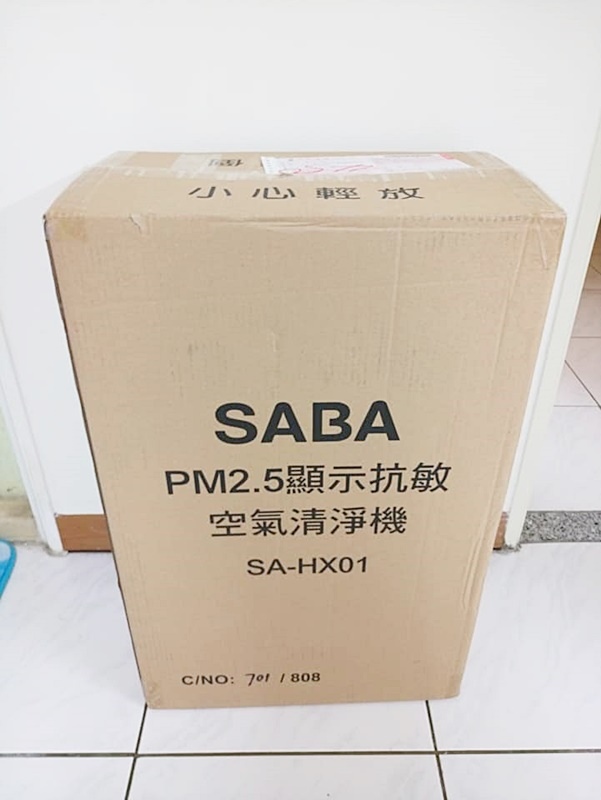 小心輕放
SABA
PM2.5顯示抗敏
空氣清淨機
SA-HX01
C/NO: 701 / 808